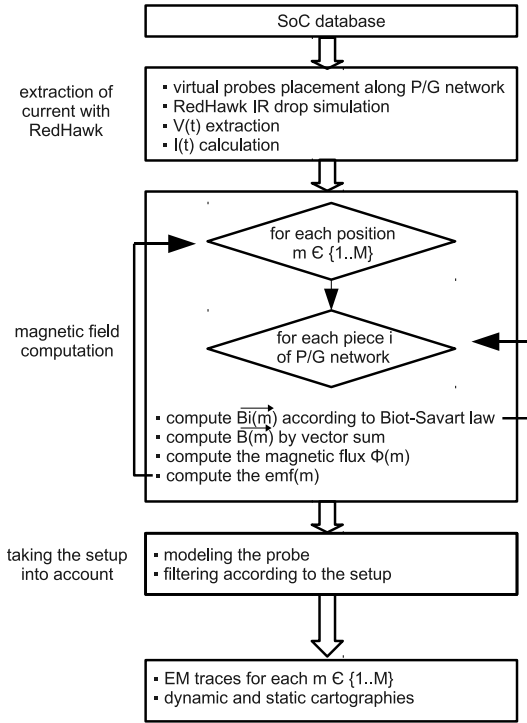 SoC database
extraction of
current with
RedHawk
▪ virtual probes placement along P/G network
▪ RedHawk IR drop simulation
▪ V(t) extraction
▪ I(t) calculation
for each position
m Є {1..M}
magnetic field
computation
for each piece i
of P/G network
▪ compute Bi(m) according to Biot-Savart law
▪ compute B(m) by vector sum
▪ compute the magnetic flux Φ(m)
▪ compute the emf(m)
taking the setup
into account
▪ modeling the probe
▪ filtering according to the setup
▪ EM traces for each m Є {1..M}
▪ dynamic and static cartographies